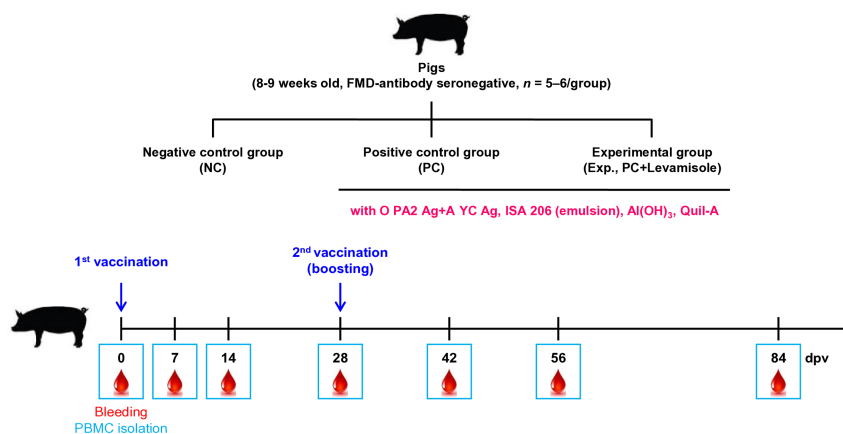 Pigs
(8-9 weeks old, FMD-antibody seronegative, n = 5–6/group)
Negative control group
(NC)
Positive control group
(PC)
Experimental group
(Exp., PC+Levamisole)
with O PA2 Ag+A YC Ag, ISA 206 (emulsion), Al(OH)₃, Quil-A
1ˢᵗ vaccination
2ⁿᵈ vaccination
(boosting)
0 7 14 28 42 56 84 dpv
Bleeding
PBMC isolation